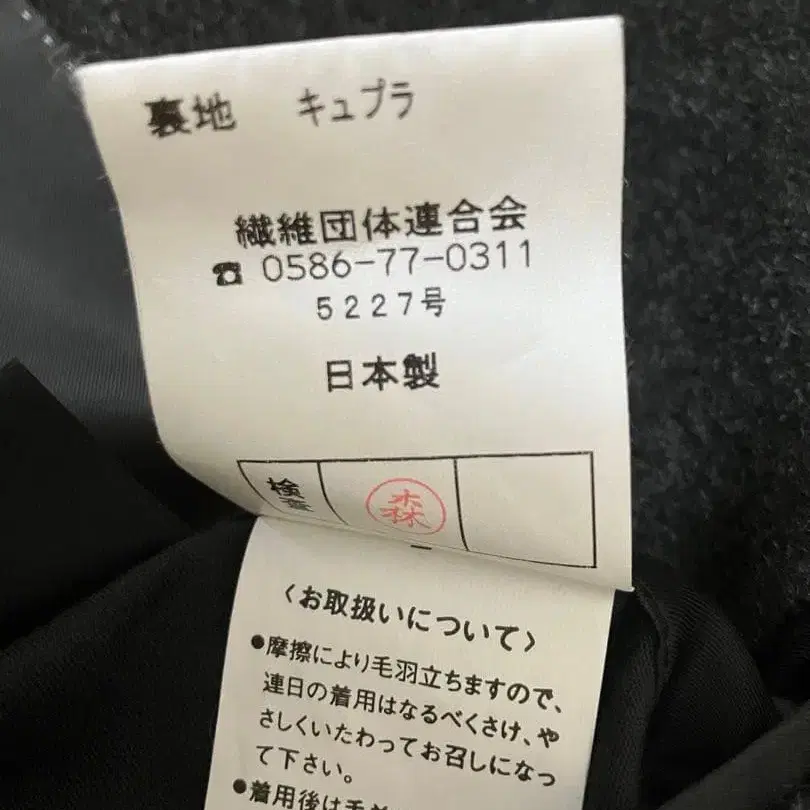 裏地 キュプラ
繊維団体連合会
☎ 0586-77-0311
5227号
日本製
検査 森
〈お取扱いについて〉
●摩擦により毛羽立ちますので、
連日の着用はなるべくさけ、や
さしくいたわってお召しになっ
て下さい。
●着用後は毛並